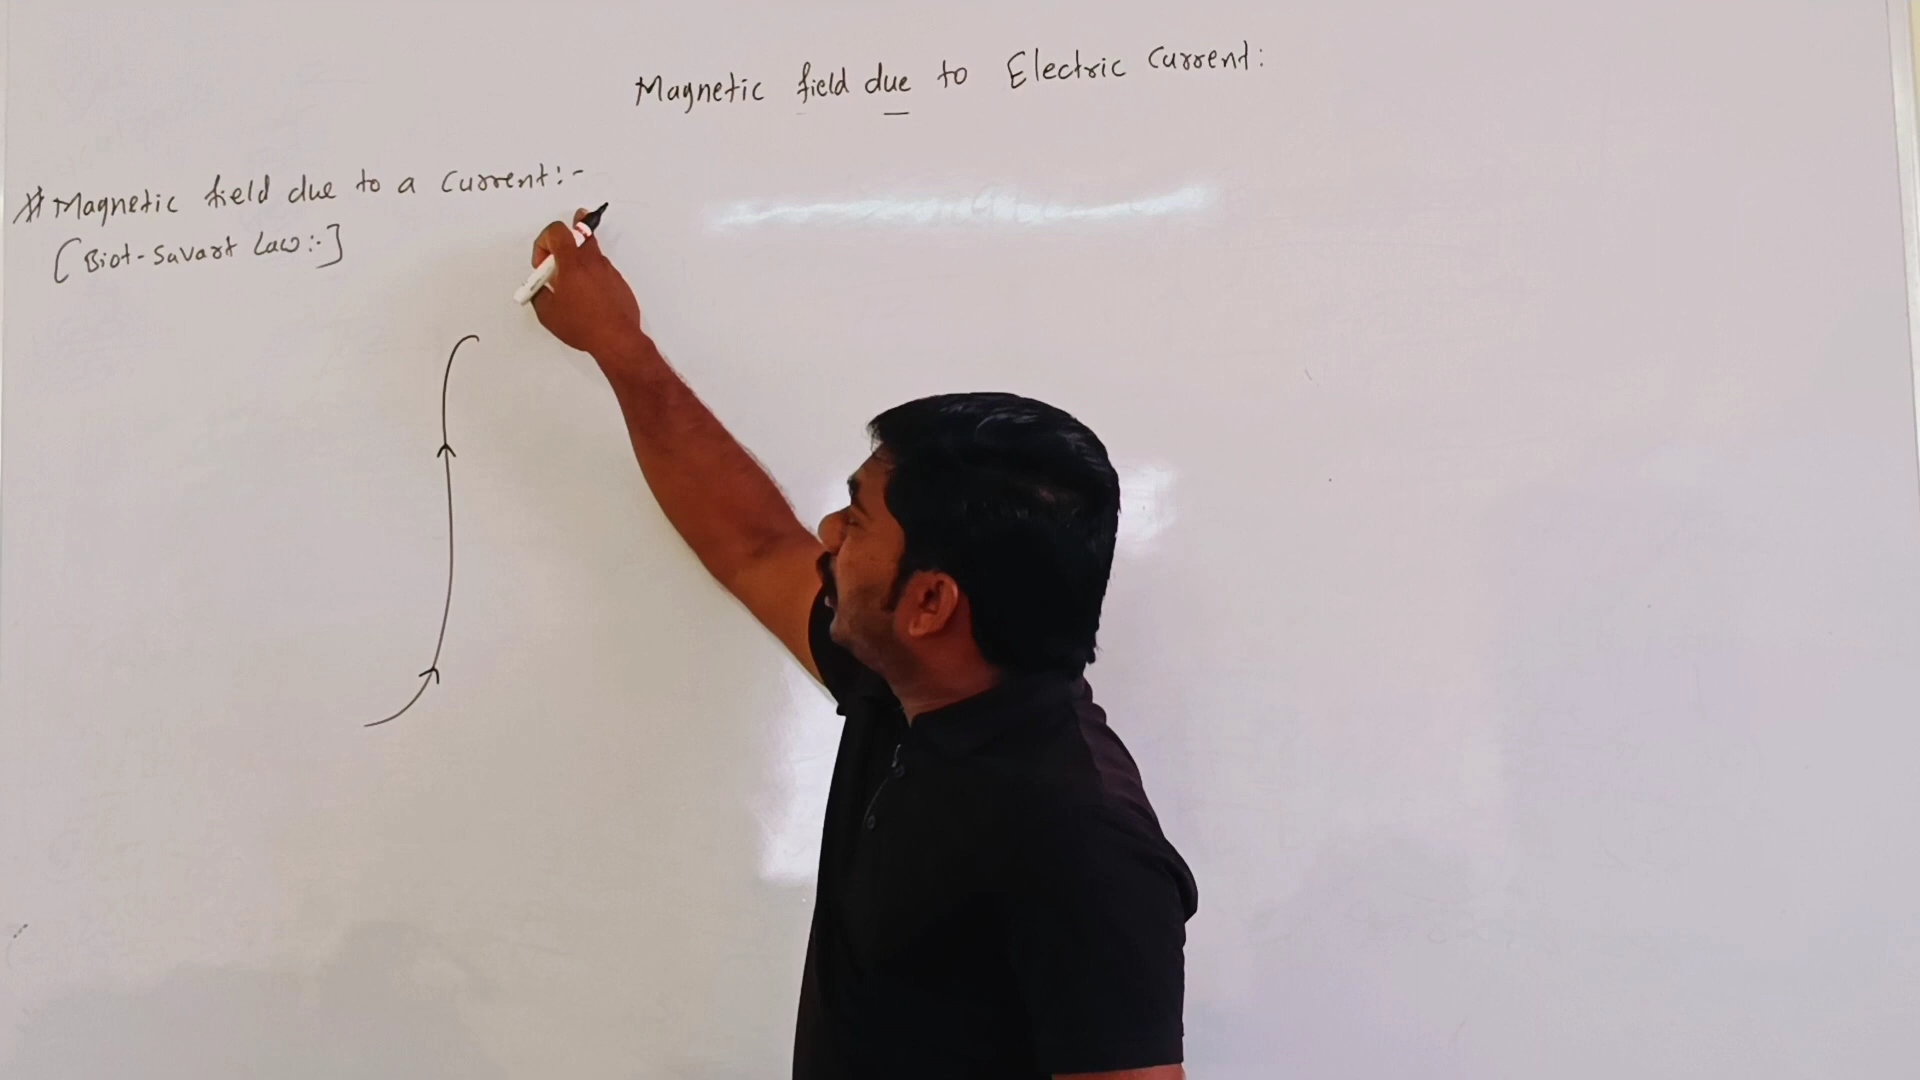 Magnetic field due to Electric Current:
# Magnetic field due to a Current:-
[Biot-Savart Law:-]